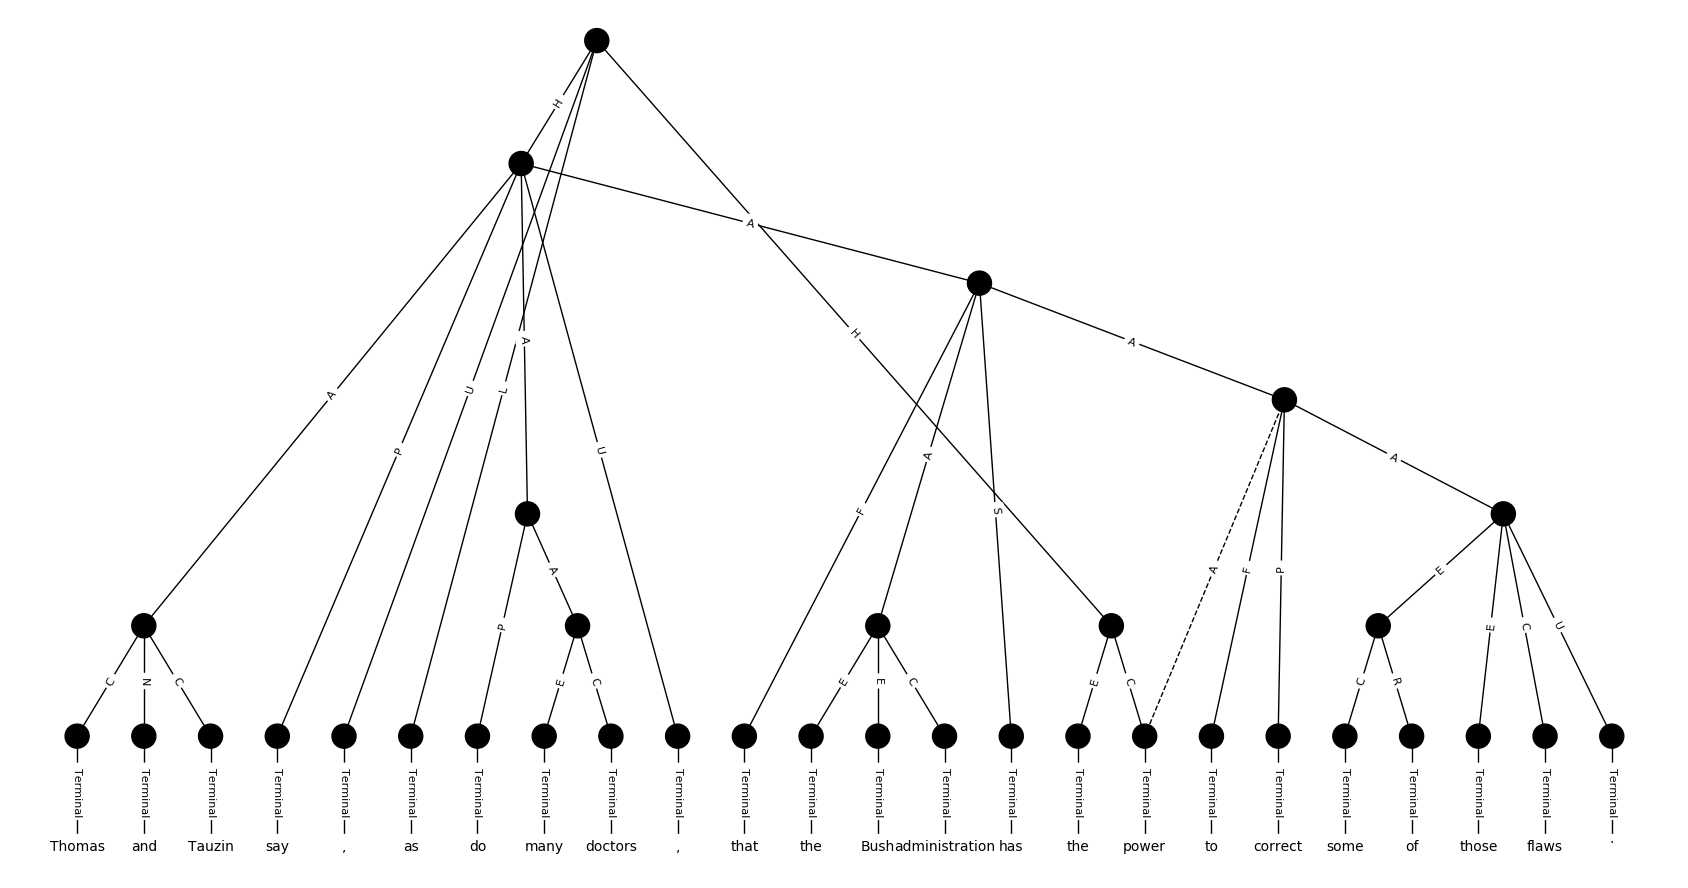 H
A
H
A
A
A
P
U
L
U
A
F
A
S
A
F
P
E
P
A
E
C
U
C
N
C
E
C
E
E
C
E
C
C
R
Terminal Terminal Terminal Terminal Terminal Terminal Terminal Terminal Terminal Terminal Terminal Terminal Terminal Terminal Terminal Terminal Terminal Terminal Terminal Terminal Terminal Terminal Terminal Terminal
Thomas and Tauzin say , as do many doctors , that the Bush administration has the power to correct some of those flaws .